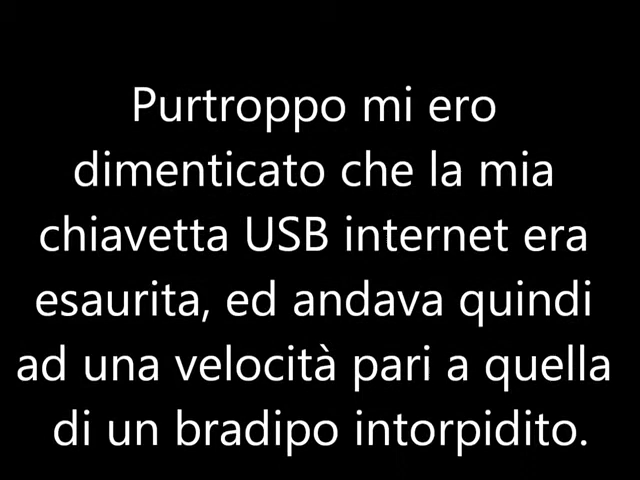 Purtroppo mi ero
dimenticato che la mia
chiavetta USB internet era
esaurita, ed andava quindi
ad una velocità pari a quella
di un bradipo intorpidito.